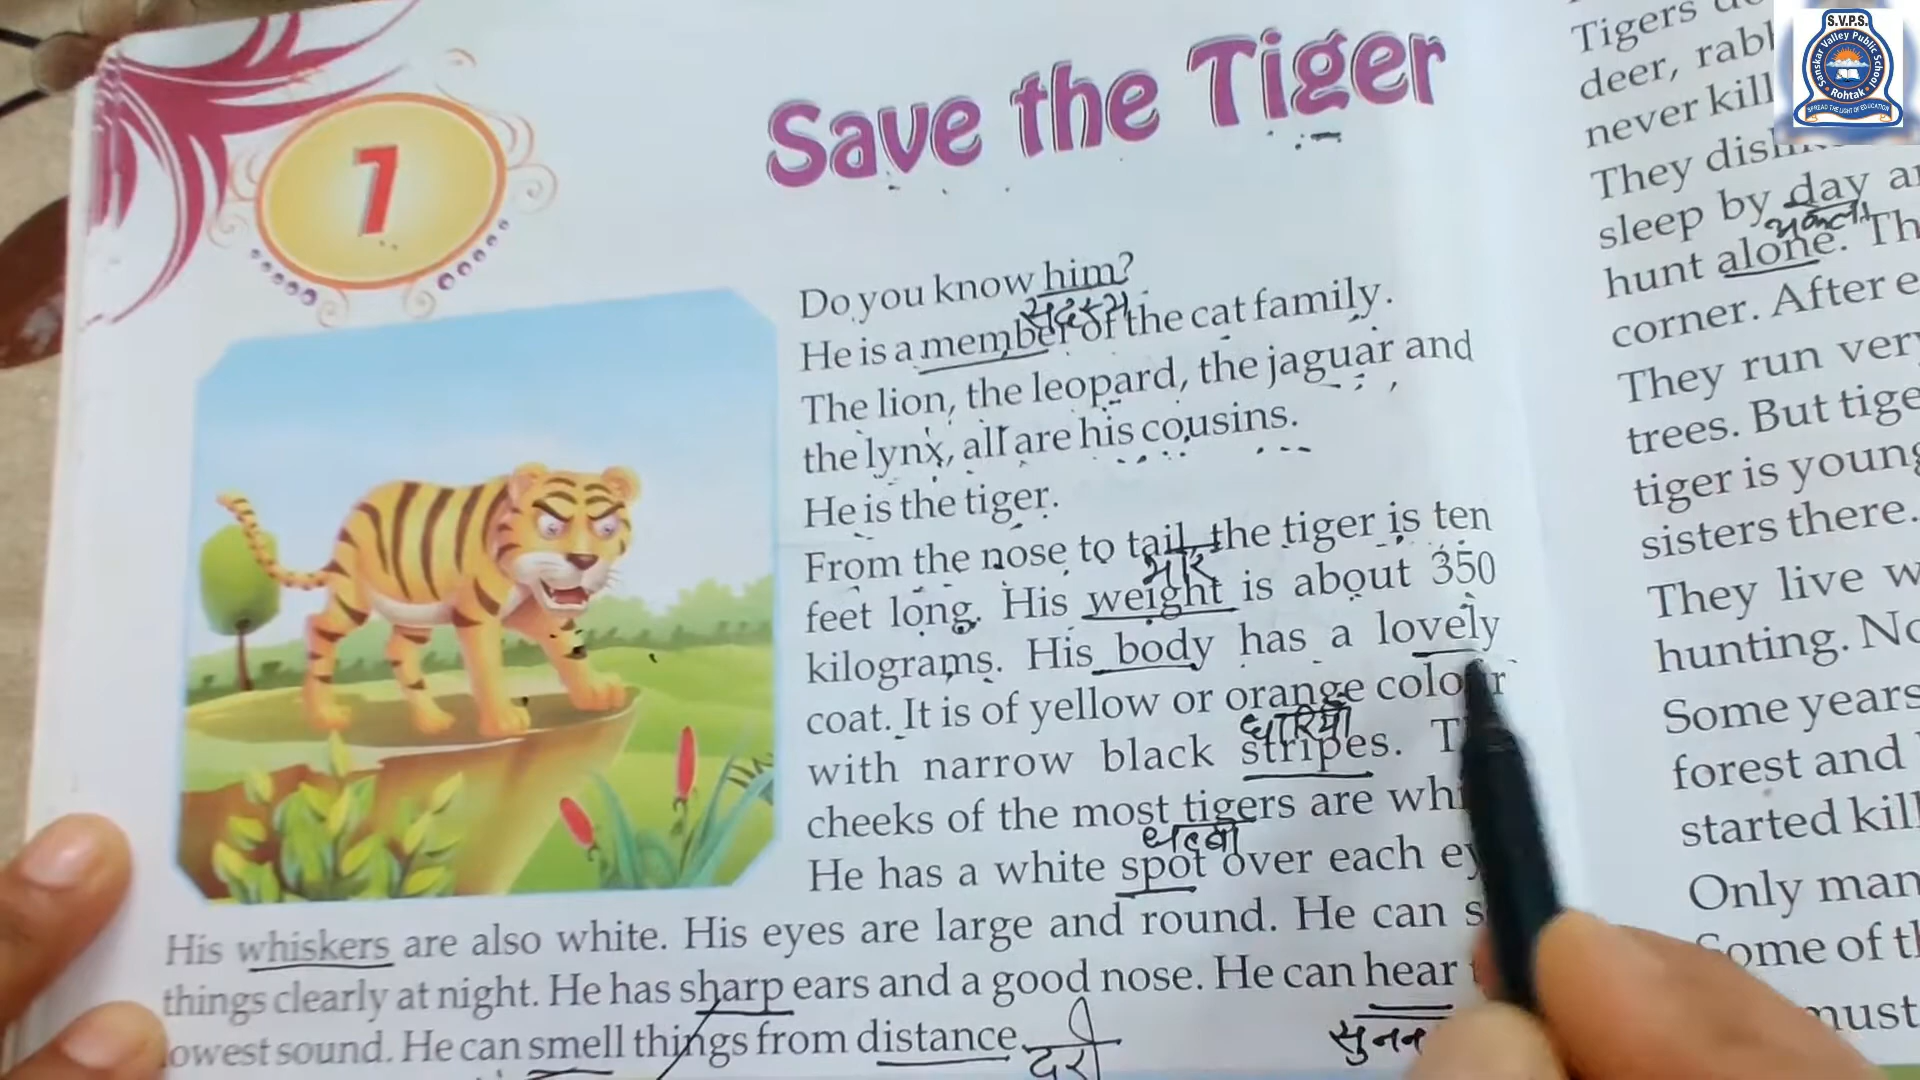 7
Save the Tiger
Do you know him?
सदस्य
He is a member of the cat family.
The lion, the leopard, the jaguar and
the lynx, all are his cousins.
He is the tiger.
From the nose to tail, the tiger is ten
भार
feet long. His weight is about 350
kilograms. His body has a lovely
coat. It is of yellow or orange colour
धारियाँ
with narrow black stripes.
cheeks of the most tigers are
धब्बा
He has a white spot over each
His whiskers are also white. His eyes are large and round. He can
things clearly at night. He has sharp ears and a good nose. He can hear
सुनन
owest sound. He can smell things from distance.
दूरी
Tigers
deer,
never kill
They
sleep by day
hunt alone.
corner. After
They run
trees. But
tiger is
sisters there.
They live
hunting.
Some years
forest and
started
Only man
Some of
must
S.V.P.S.
Sanskar Valley Public School
Rohtak
SPREAD THE LIGHT OF EDUCATION